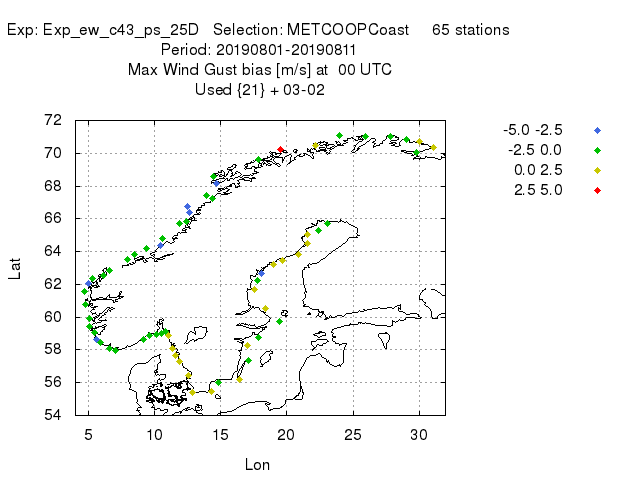 Exp: Exp_ew_c43_ps_25D Selection: METCOOPCoast 65 stations
Period: 20190801-20190811
Max Wind Gust bias [m/s] at 00 UTC
Used {21} + 03-02
-5.0 -2.5
-2.5 0.0
0.0 2.5
2.5 5.0
Lat
72
70
68
66
64
62
60
58
56
54
5 10 15 20 25 30
Lon